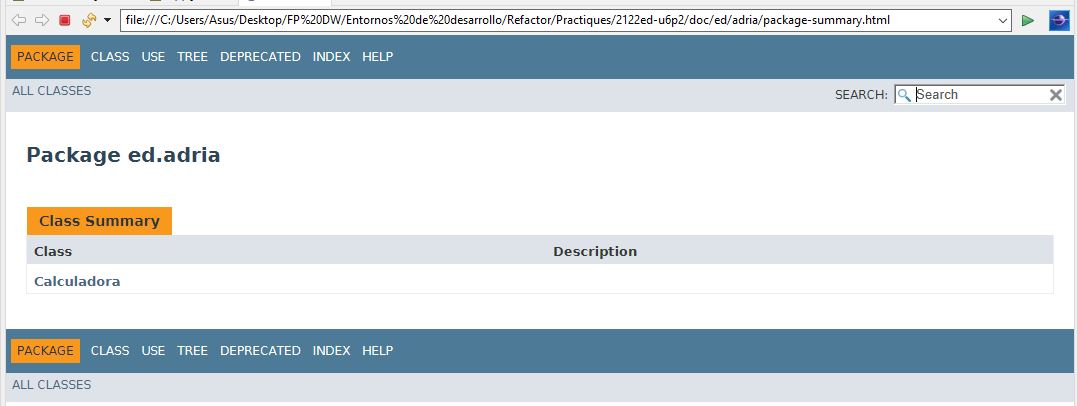 file:///C:/Users/Asus/Desktop/FP%20DW/Entornos%20de%20desarrollo/Refactor/Practiques/2122ed-u6p2/doc/ed/adria/package-summary.html
PACKAGE CLASS USE TREE DEPRECATED INDEX HELP
ALL CLASSES
SEARCH: Search
Package ed.adria
Class Summary
Class Description
Calculadora
PACKAGE CLASS USE TREE DEPRECATED INDEX HELP
ALL CLASSES